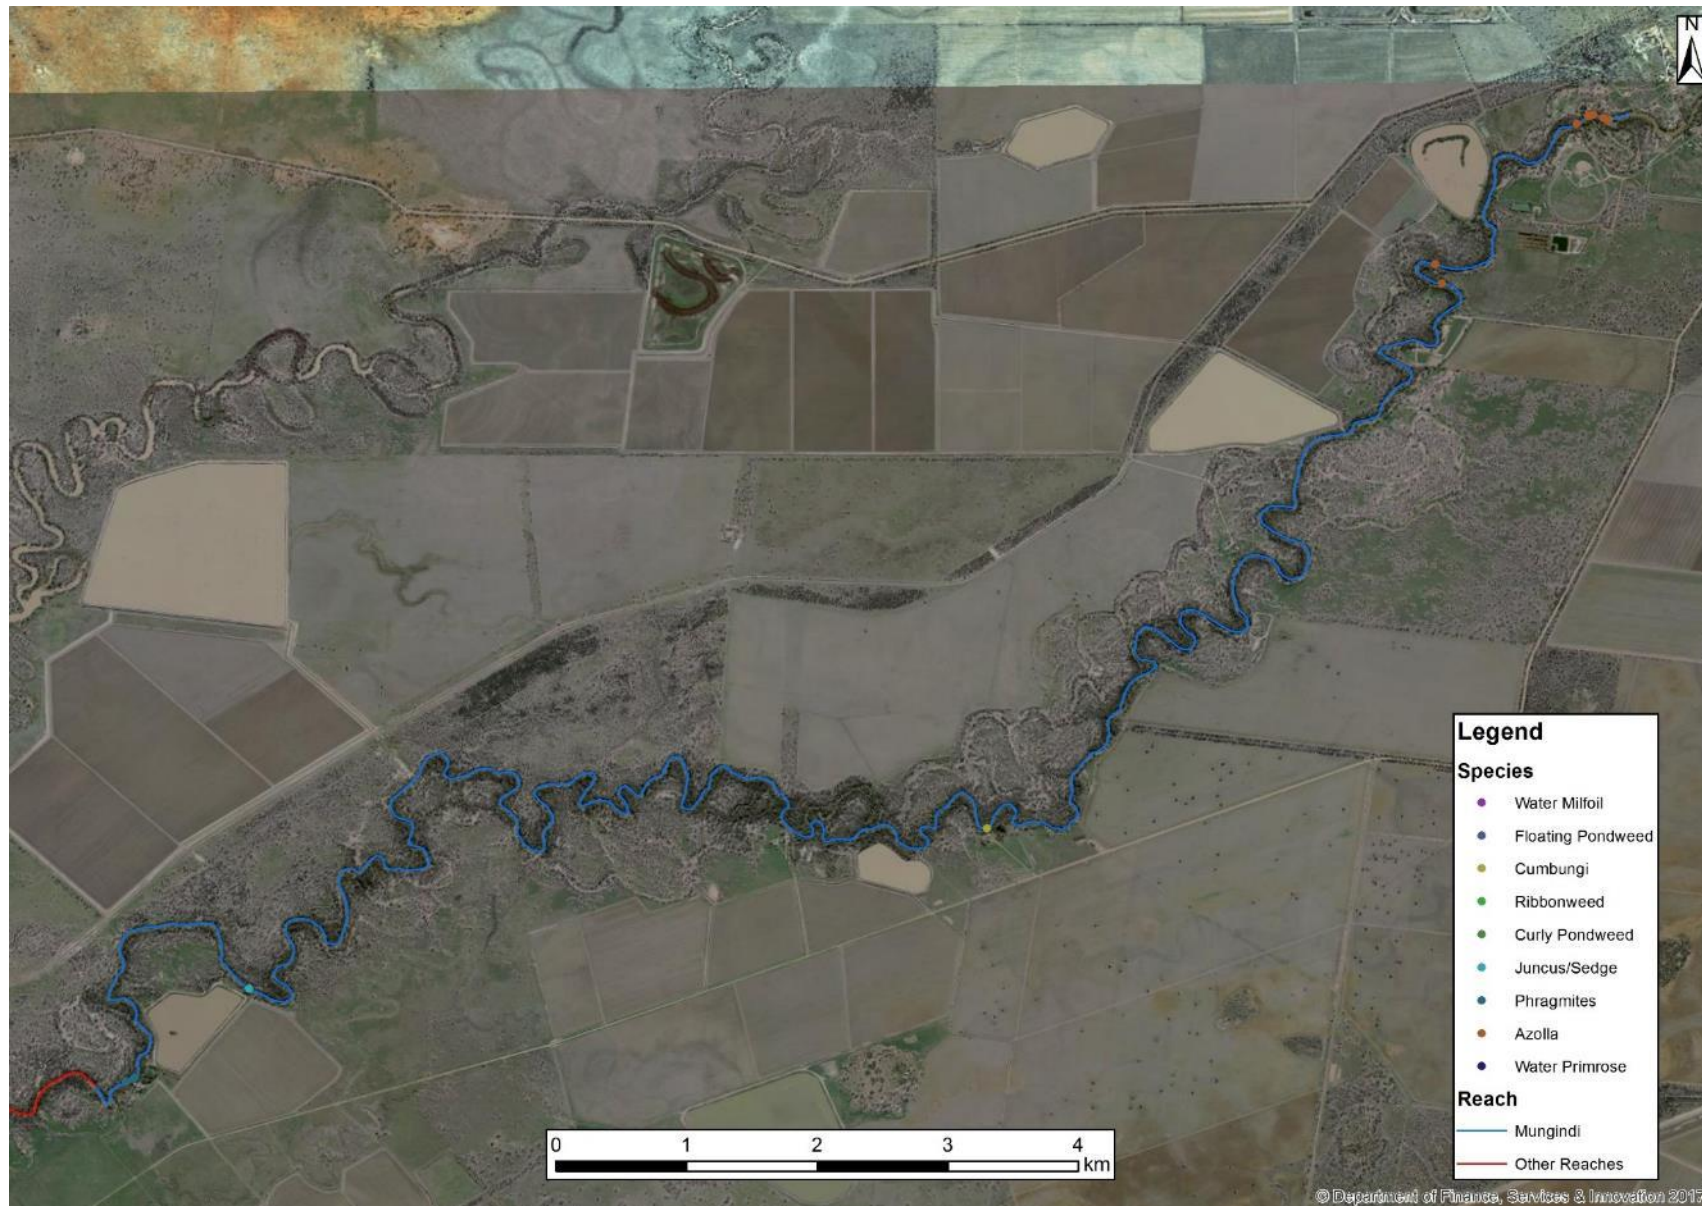 N
Legend
Species
Water Milfoil
Floating Pondweed
Cumbungi
Ribbonweed
Curly Pondweed
Juncus/Sedge
Phragmites
Azolla
Water Primrose
Reach
Mungindi
Other Reaches
0 1 2 3 4
km
© Department of Finance, Services & Innovation 2017